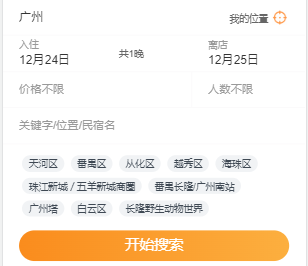 广州 我的位置
入住 离店
12月24日 共1晚 12月25日
价格不限 人数不限
关键字/位置/民宿名
天河区 番禺区 从化区 越秀区 海珠区
珠江新城 / 五羊新城商圈 番禺长隆/广州南站
广州塔 白云区 长隆野生动物世界
开始搜索